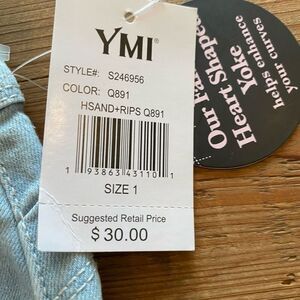 YMI®
STYLE#: S246956
COLOR: Q891
HSAND+RIPS Q891
1 93863 43110 1
SIZE 1
Suggested Retail Price
$30.00
Our
Heart Shaped
Yoke
helps enhance
your curves